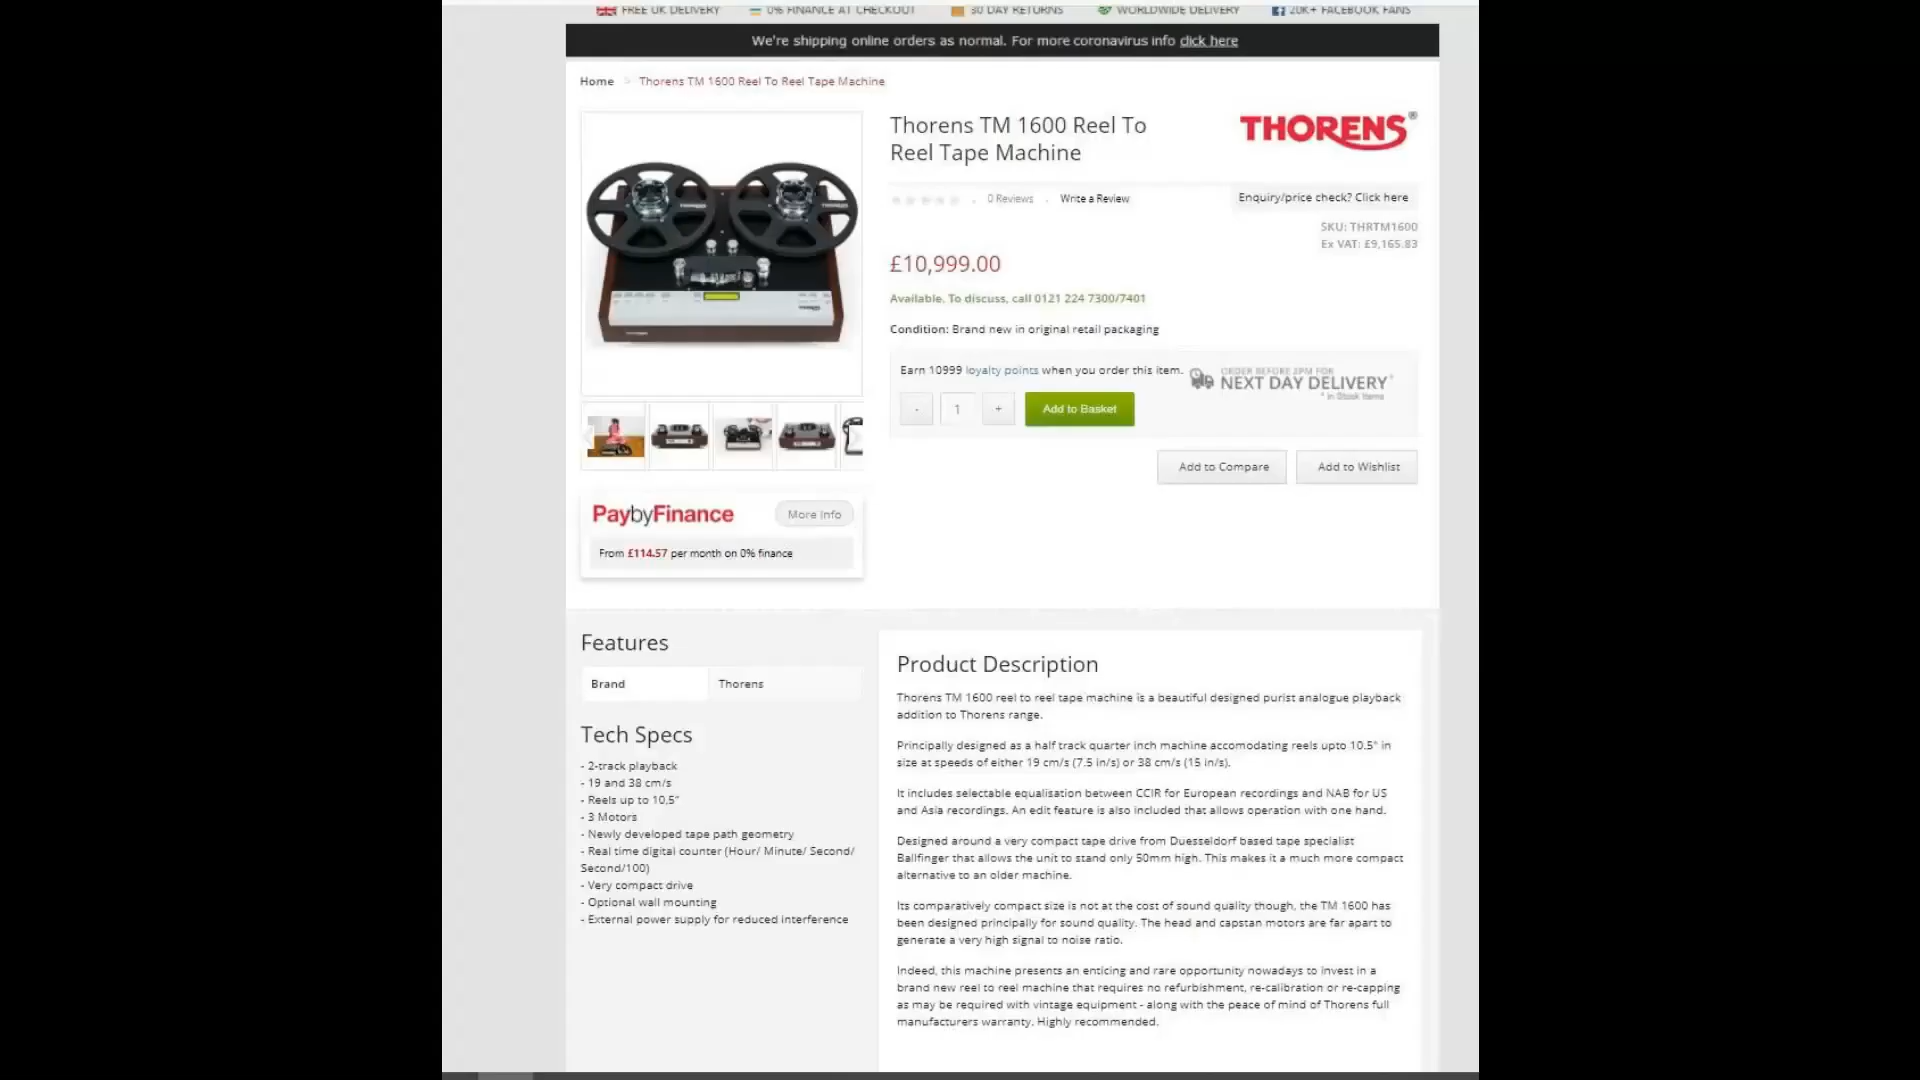 FREE UK DELIVERY
0% FINANCE AT CHECKOUT
30 DAY RETURNS
WORLDWIDE DELIVERY
20K+ FACEBOOK FANS
We're shipping online orders as normal. For more coronavirus info click here
Home > Thorens TM 1600 Reel To Reel Tape Machine
Thorens TM 1600 Reel To
Reel Tape Machine
THORENS®
0 Reviews
Write a Review
Enquiry/price check? Click here
SKU: THRTM1600
Ex VAT: £9,165.83
£10,999.00
Available. To discuss, call 0121 224 7300/7401
Condition: Brand new in original retail packaging
Earn 10999 loyalty points when you order this item.
ORDER BEFORE 2PM FOR
NEXT DAY DELIVERY*
* In Stock Items
- 1 +
Add to Basket
Add to Compare
Add to Wishlist
PaybyFinance
More Info
From £114.57 per month on 0% finance
Features
Brand Thorens
Tech Specs
- 2-track playback
- 19 and 38 cm/s
- Reels up to 10,5"
- 3 Motors
- Newly developed tape path geometry
- Real time digital counter (Hour/ Minute/ Second/
Second/100)
- Very compact drive
- Optional wall mounting
- External power supply for reduced interference
Product Description
Thorens TM 1600 reel to reel tape machine is a beautiful designed purist analogue playback
addition to Thorens range.
Principally designed as a half track quarter inch machine accomodating reels upto 10.5" in
size at speeds of either 19 cm/s (7.5 in/s) or 38 cm/s (15 in/s).
It includes selectable equalisation between CCIR for European recordings and NAB for US
and Asia recordings. An edit feature is also included that allows operation with one hand.
Designed around a very compact tape drive from Duesseldorf based tape specialist
Ballfinger that allows the unit to stand only 50mm high. This makes it a much more compact
alternative to an older machine.
Its comparatively compact size is not at the cost of sound quality though, the TM 1600 has
been designed principally for sound quality. The head and capstan motors are far apart to
generate a very high signal to noise ratio.
Indeed, this machine presents an enticing and rare opportunity nowadays to invest in a
brand new reel to reel machine that requires no refurbishment, re-calibration or re-capping
as may be required with vintage equipment - along with the peace of mind of Thorens full
manufacturers warranty. Highly recommended.